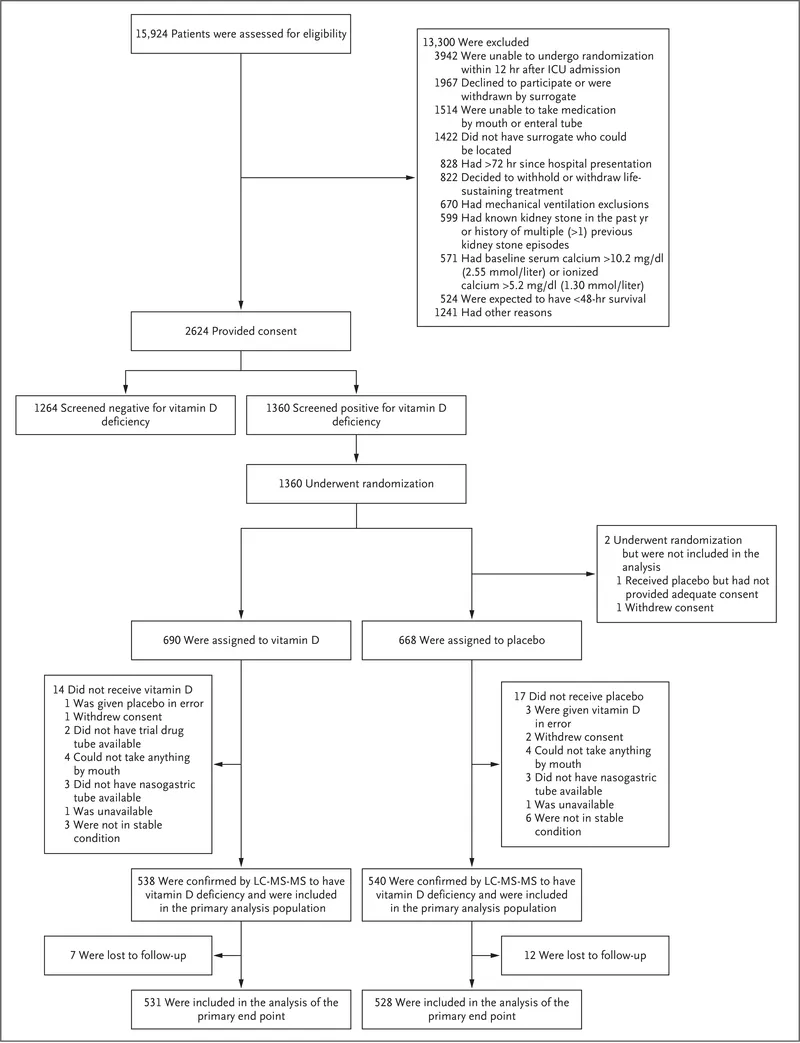 15,924 Patients were assessed for eligibility
13,300 Were excluded
3942 Were unable to undergo randomization
within 12 hr after ICU admission
1967 Declined to participate or were
withdrawn by surrogate
1514 Were unable to take medication
by mouth or enteral tube
1422 Did not have surrogate who could
be located
828 Had >72 hr since hospital presentation
822 Decided to withhold or withdraw life-
sustaining treatment
670 Had mechanical ventilation exclusions
599 Had known kidney stone in the past yr
or history of multiple (>1) previous
kidney stone episodes
571 Had baseline serum calcium >10.2 mg/dl
(2.55 mmol/liter) or ionized
calcium >5.2 mg/dl (1.30 mmol/liter)
524 Were expected to have <48-hr survival
1241 Had other reasons
2624 Provided consent
1264 Screened negative for vitamin D
deficiency
1360 Screened positive for vitamin D
deficiency
1360 Underwent randomization
2 Underwent randomization
but were not included in the
analysis
1 Received placebo but had not
provided adequate consent
1 Withdrew consent
690 Were assigned to vitamin D
668 Were assigned to placebo
14 Did not receive vitamin D
1 Was given placebo in error
1 Withdrew consent
2 Did not have trial drug
tube available
4 Could not take anything
by mouth
3 Did not have nasogastric
tube available
1 Was unavailable
3 Were not in stable
condition
17 Did not receive placebo
3 Were given vitamin D
in error
2 Withdrew consent
4 Could not take anything
by mouth
3 Did not have nasogastric
tube available
1 Was unavailable
6 Were not in stable
condition
538 Were confirmed by LC-MS-MS to have
vitamin D deficiency and were included
in the primary analysis population
540 Were confirmed by LC-MS-MS to have
vitamin D deficiency and were included
in the primary analysis population
7 Were lost to follow-up
12 Were lost to follow-up
531 Were included in the analysis of the
primary end point
528 Were included in the analysis of the
primary end point